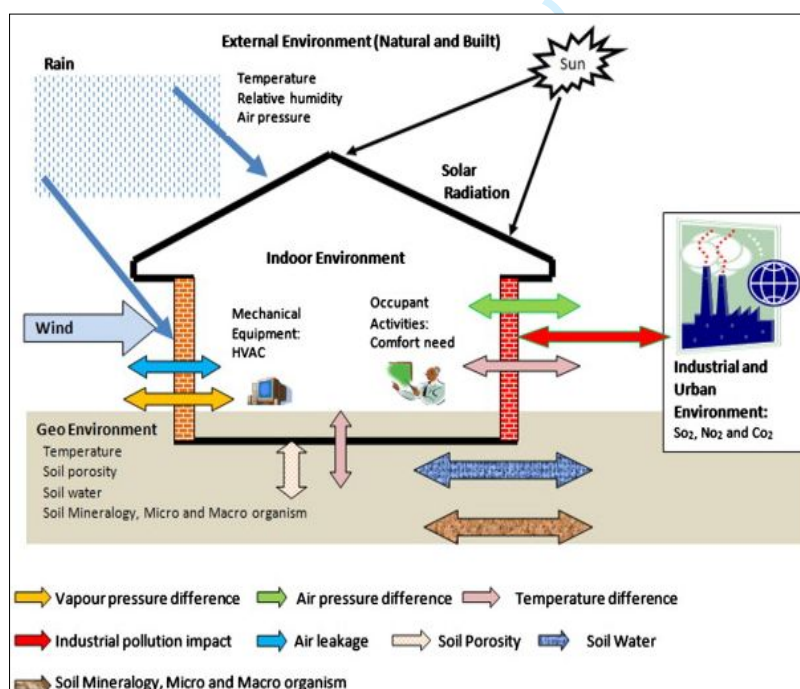 External Environment (Natural and Built)
Rain
Sun
Temperature
Relative humidity
Air pressure
Solar
Radiation
Indoor Environment
Mechanical
Equipment:
HVAC
Occupant
Activities:
Comfort need
Wind
Industrial and
Urban
Environment:
So₂, No₂ and Co₂
Geo Environment
Temperature
Soil porosity
Soil water
Soil Mineralogy, Micro and Macro organism
Vapour pressure difference
Air pressure difference
Temperature difference
Industrial pollution impact
Air leakage
Soil Porosity
Soil Water
Soil Mineralogy, Micro and Macro organism